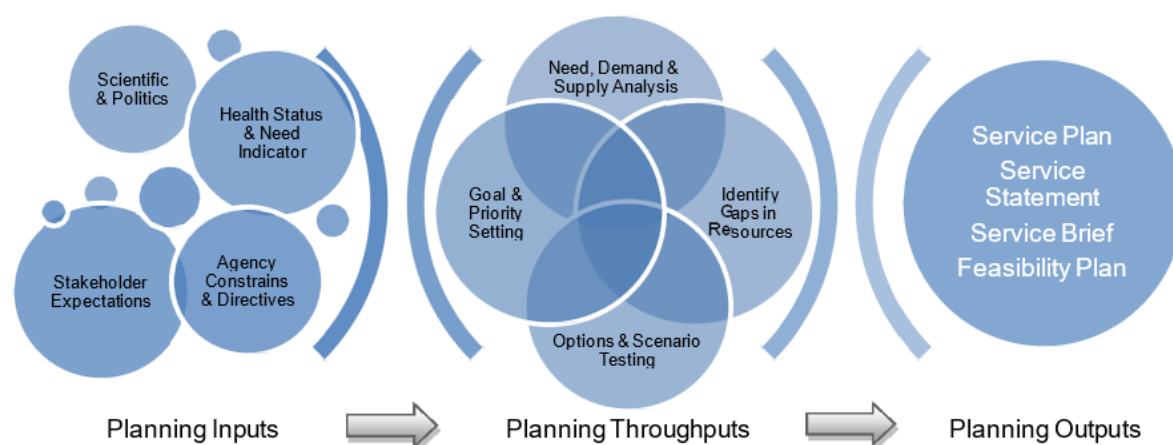 Scientific
& Politics
Health Status
& Need
Indicator
Stakeholder
Expectations
Agency
Constrains
& Directives
Need, Demand &
Supply Analysis
Goal &
Priority
Setting
Identify
Gaps in
Resources
Options & Scenario
Testing
Service Plan
Service
Statement
Service Brief
Feasibility Plan
Planning Inputs
Planning Throughputs
Planning Outputs